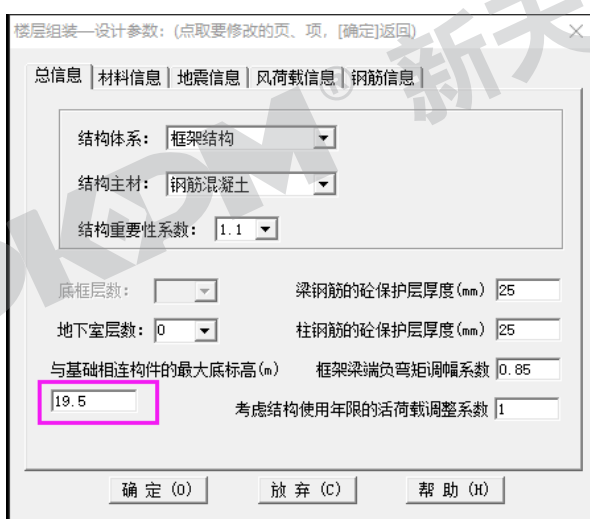 楼层组装—设计参数：(点取要修改的页、项，[确定]返回)
总信息 材料信息 地震信息 风荷载信息 钢筋信息
结构体系： 框架结构
结构主材： 钢筋混凝土
结构重要性系数： 1.1
底框层数： 梁钢筋的砼保护层厚度(mm) 25
地下室层数： 0 柱钢筋的砼保护层厚度(mm) 25
与基础相连构件的最大底标高(m) 框架梁端负弯矩调幅系数 0.85
19.5 考虑结构使用年限的活荷载调整系数 1
确 定 (O) 放 弃 (C) 帮 助 (H)
PKPM® 新天